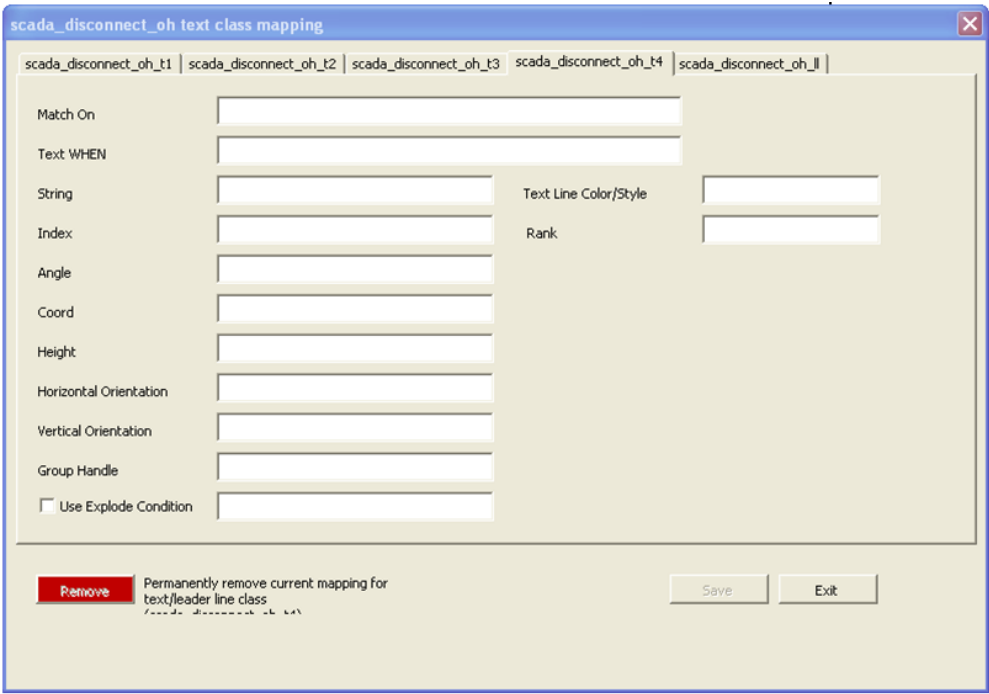 scada_disconnect_oh text class mapping
scada_disconnect_oh_t1 scada_disconnect_oh_t2 scada_disconnect_oh_t3 scada_disconnect_oh_t4 scada_disconnect_oh_ll
Match On
Text WHEN
String Text Line Color/Style
Index Rank
Angle
Coord
Height
Horizontal Orientation
Vertical Orientation
Group Handle
Use Explode Condition
Remove Permanently remove current mapping for
text/leader line class
(scada_disconnect_oh_t4)
Save Exit